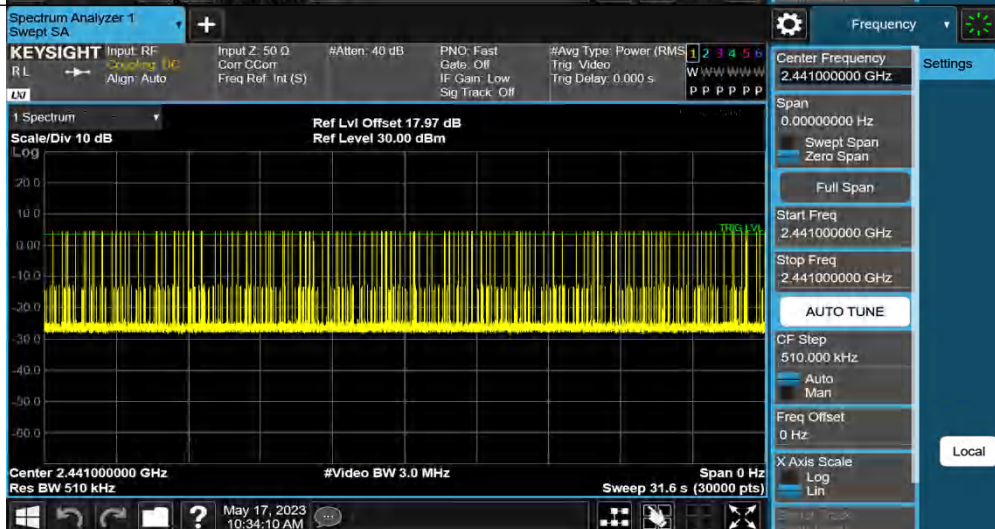 Spectrum Analyzer 1
Swept SA
+
Frequency
KEYSIGHT
RL
LXI
Input: RF
Coupling: DC
Align: Auto
Input Z: 50 Ω
Corr CCorr
Freq Ref: Int (S)
#Atten: 40 dB
PNO: Fast
Gate: Off
IF Gain: Low
Sig Track: Off
#Avg Type: Power (RMS
Trig: Video
Trig Delay: 0.000 s
1 2 3 4 5 6
W W W W W W
P P P P P P
1 Spectrum
Scale/Div 10 dB
Log
Ref Lvl Offset 17.97 dB
Ref Level 30.00 dBm
20.0
10.0
0.00
-10.0
-20.0
-30.0
-50.0
-60.0
TRIG LVL
Center 2.441000000 GHz
Res BW 510 kHz
#Video BW 3.0 MHz
Span 0 Hz
Sweep 31.6 s (30000 pts)
?
May 17, 2023
10:34:10 AM
Center Frequency
2.441000000 GHz
Span
0.00000000 Hz
Swept Span
Zero Span
Full Span
Start Freq
2.441000000 GHz
Stop Freq
2.441000000 GHz
AUTO TUNE
CF Step
510.000 kHz
Auto
Man
Freq Offset
0 Hz
X Axis Scale
Log
Lin
Settings
Local